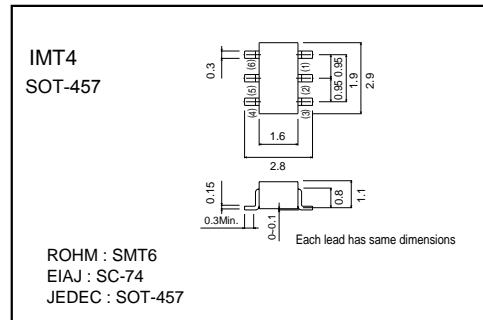 IMT4
SOT-457
0.3
(6)
(5)
(4)
(1)
(2)
(3)
0.95 0.95
1.9
2.9
1.6
2.8
0.15
0.3Min.
0~0.1
0.8
1.1
Each lead has same dimensions
ROHM : SMT6
EIAJ : SC-74
JEDEC : SOT-457